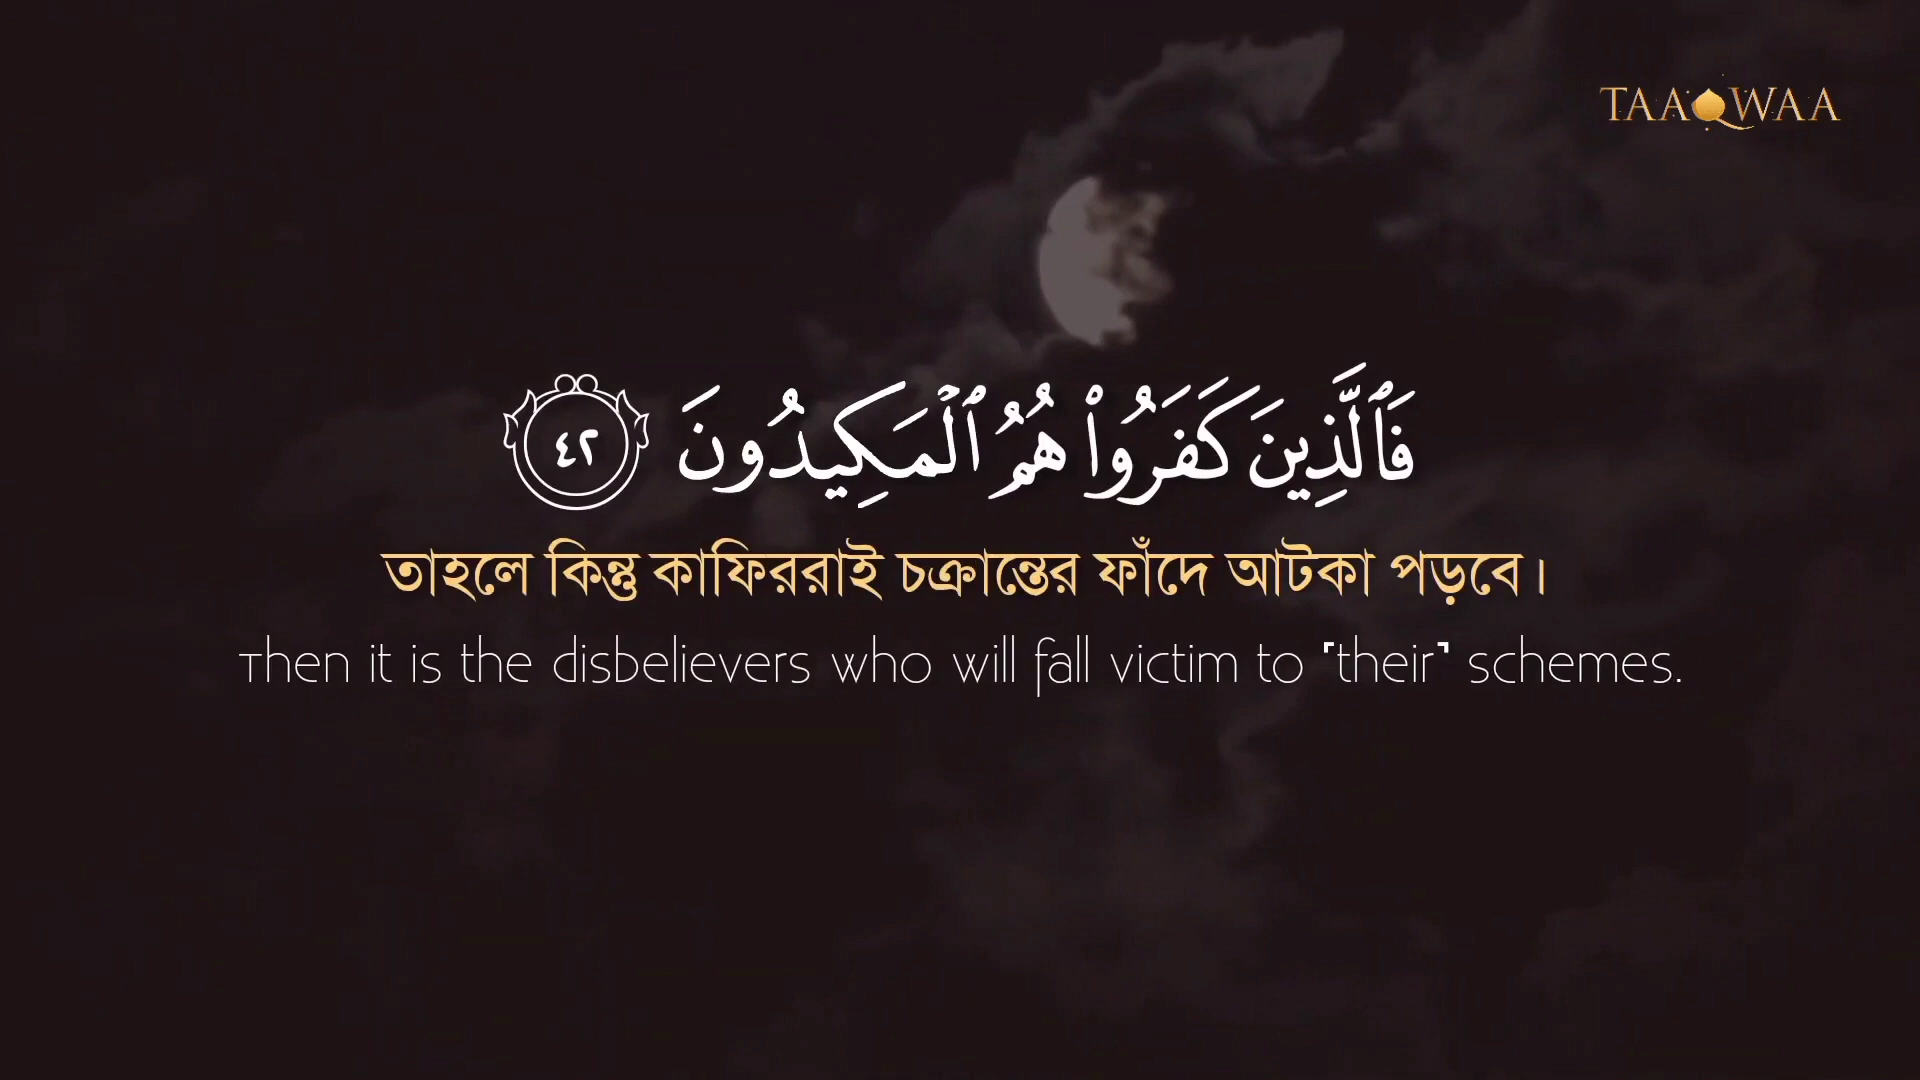 TAAQWAA
فَٱلَّذِينَ كَفَرُوا۟ هُمُ ٱلْمَكِيدُونَ ٤٢
তাহলে কিন্তু কাফিররাই চক্রান্তের ফাঁদে আটকা পড়বে।
Then it is the disbelievers who will fall victim to ⌜their⌝ schemes.